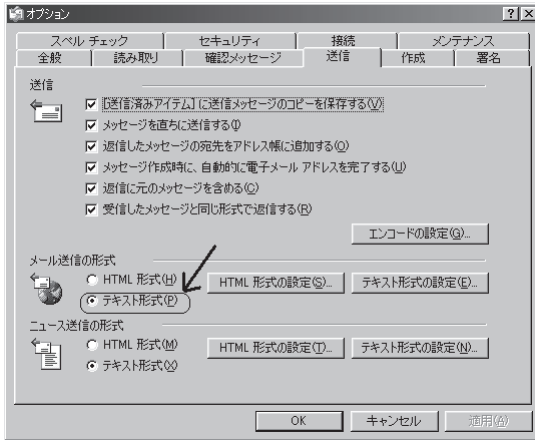 オプション
スペル チェック セキュリティ 接続 メンテナンス
全般 読み取り 確認メッセージ 送信 作成 署名
送信
[送信済みアイテム] に送信メッセージのコピーを保存する(V)
メッセージを直ちに送信する(I)
返信したメッセージの宛先をアドレス帳に追加する(O)
メッセージ作成時に、自動的に電子メール アドレスを完了する(U)
返信に元のメッセージを含める(C)
受信したメッセージと同じ形式で返信する(R)
エンコードの設定(G)...
メール送信の形式
HTML 形式(H) HTML 形式の設定(S)... テキスト形式の設定(E)...
テキスト形式(P)
ニュース送信の形式
HTML 形式(M) HTML 形式の設定(T)... テキスト形式の設定(N)...
テキスト形式(X)
OK キャンセル 適用(A)